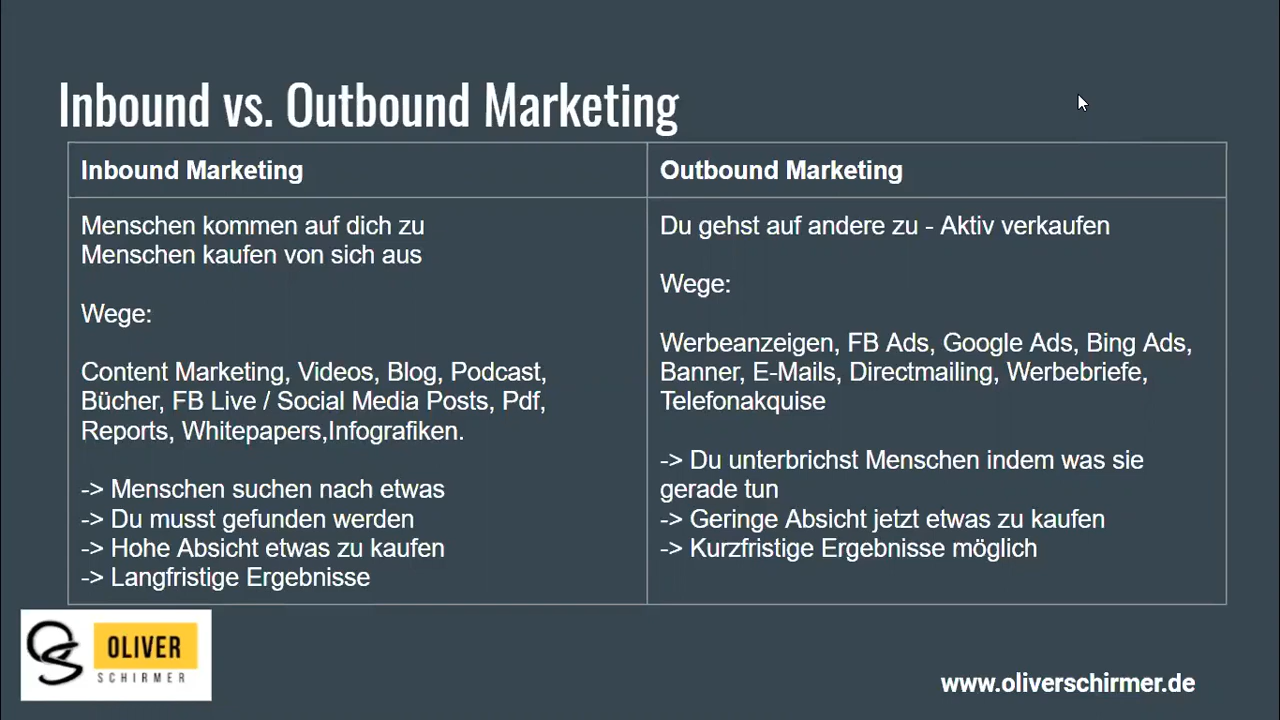 Inbound vs. Outbound Marketing
Inbound Marketing
Menschen kommen auf dich zu
Menschen kaufen von sich aus
Wege:
Content Marketing, Videos, Blog, Podcast,
Bücher, FB Live / Social Media Posts, Pdf,
Reports, Whitepapers,Infografiken.
-> Menschen suchen nach etwas
-> Du musst gefunden werden
-> Hohe Absicht etwas zu kaufen
-> Langfristige Ergebnisse
Outbound Marketing
Du gehst auf andere zu - Aktiv verkaufen
Wege:
Werbeanzeigen, FB Ads, Google Ads, Bing Ads,
Banner, E-Mails, Directmailing, Werbebriefe,
Telefonakquise
-> Du unterbrichst Menschen indem was sie
gerade tun
-> Geringe Absicht jetzt etwas zu kaufen
-> Kurzfristige Ergebnisse möglich
OS
OLIVER
SCHIRMER
www.oliverschirmer.de